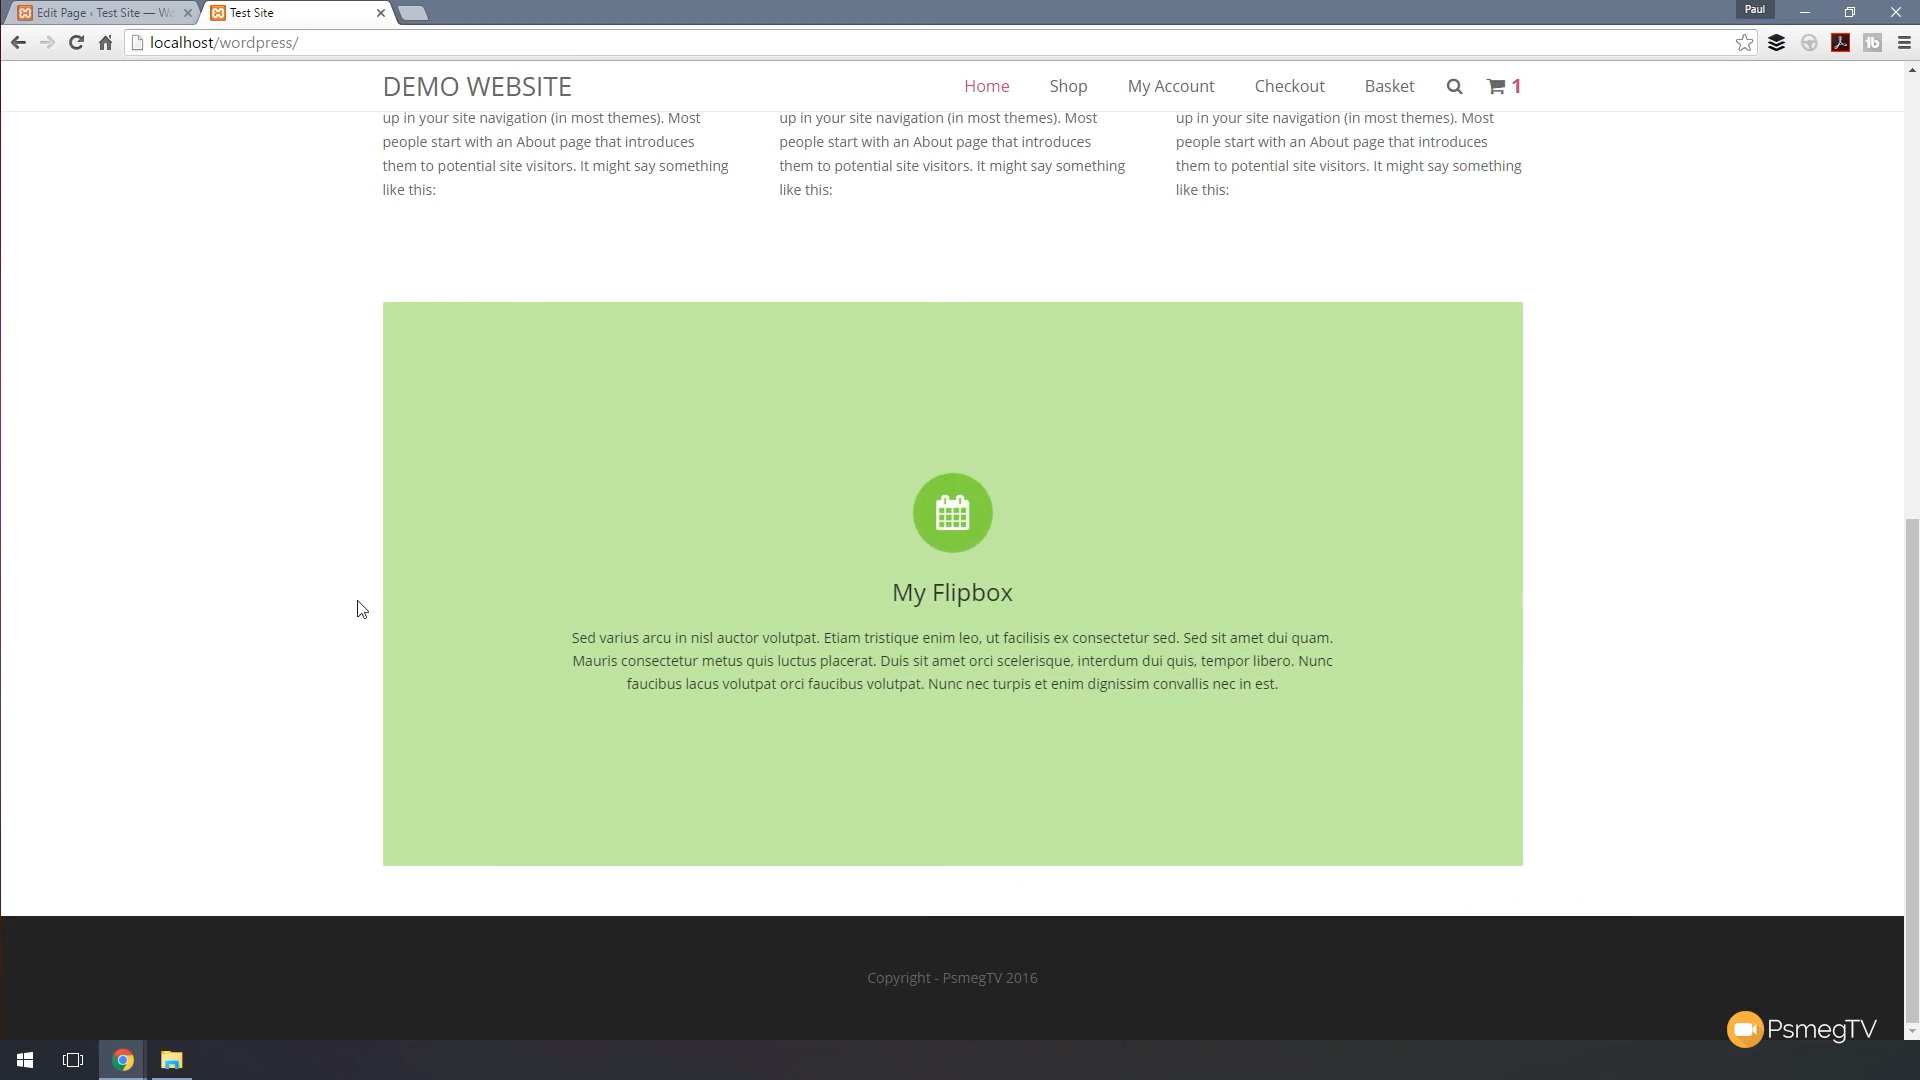 Edit Page ‹ Test Site — Wo
Test Site
Paul
localhost/wordpress/
DEMO WEBSITE
Home
Shop
My Account
Checkout
Basket
1
up in your site navigation (in most themes). Most
people start with an About page that introduces
them to potential site visitors. It might say something
like this:
up in your site navigation (in most themes). Most
people start with an About page that introduces
them to potential site visitors. It might say something
like this:
up in your site navigation (in most themes). Most
people start with an About page that introduces
them to potential site visitors. It might say something
like this:
My Flipbox
Sed varius arcu in nisl auctor volutpat. Etiam tristique enim leo, ut facilisis ex consectetur sed. Sed sit amet dui quam.
Mauris consectetur metus quis luctus placerat. Duis sit amet orci scelerisque, interdum dui quis, tempor libero. Nunc
faucibus lacus volutpat orci faucibus volutpat. Nunc nec turpis et enim dignissim convallis nec in est.
Copyright - PsmegTV 2016
PsmegTV